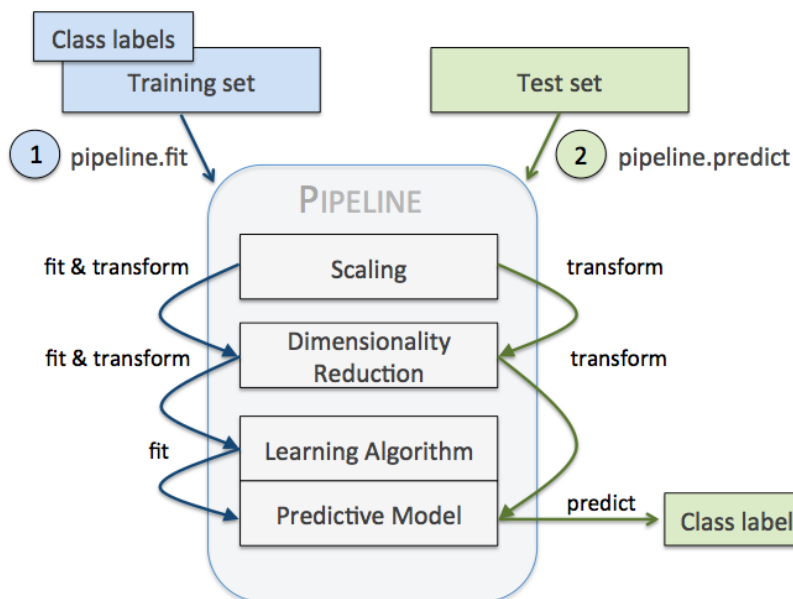 Class labels
Training set
Test set
1 pipeline.fit
2 pipeline.predict
PIPELINE
fit & transform
Scaling
transform
fit & transform
Dimensionality
Reduction
transform
fit
Learning Algorithm
Predictive Model
predict
Class label